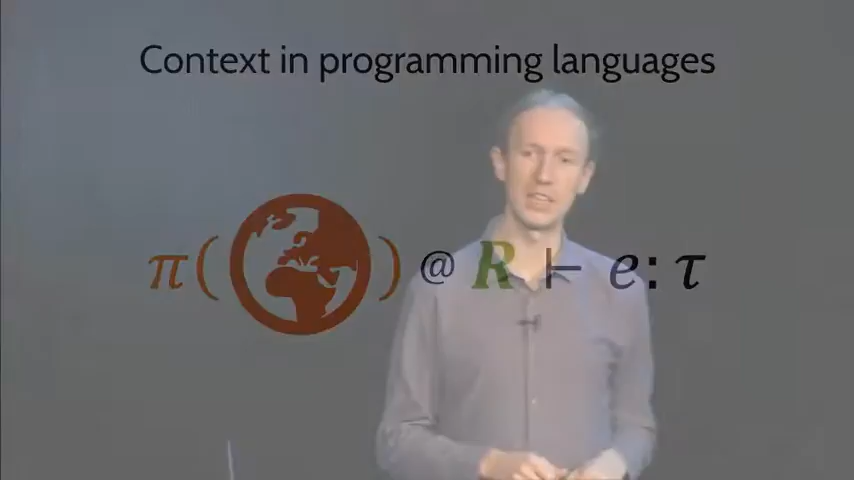 Context in programming languages
π( ) @ R ⊢ e: τ